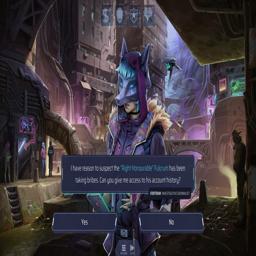 I have reason to suspect the "Right Honourable" Fulcrum has been
taking bribes. Can you give me access to his account history?
Yes
No